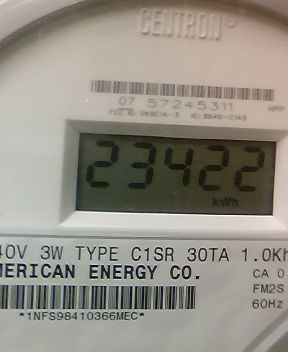 CENTRON
07 57245311
23422
kWh
40V 3W TYPE C1SR 30TA 1.0Kh
MERICAN ENERGY CO.
CA 0
FM2S
60Hz
*1NFS98410366MEC*